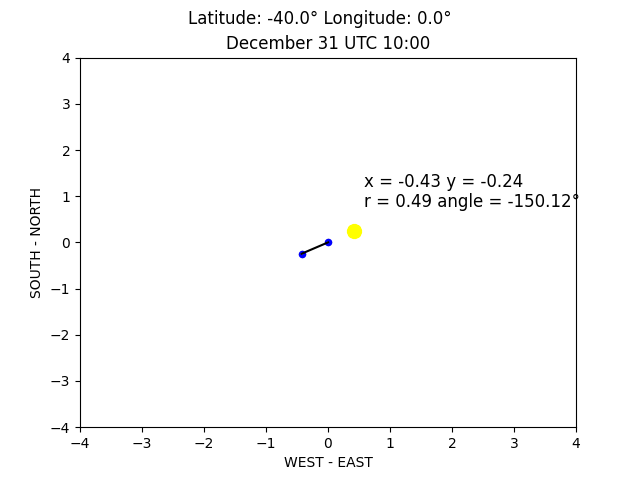 Latitude: -40.0° Longitude: 0.0°
December 31 UTC 10:00
4
3
2
1
0
−1
−2
−3
−4
SOUTH - NORTH
x = -0.43 y = -0.24
r = 0.49 angle = -150.12°
−4 −3 −2 −1 0 1 2 3 4
WEST - EAST